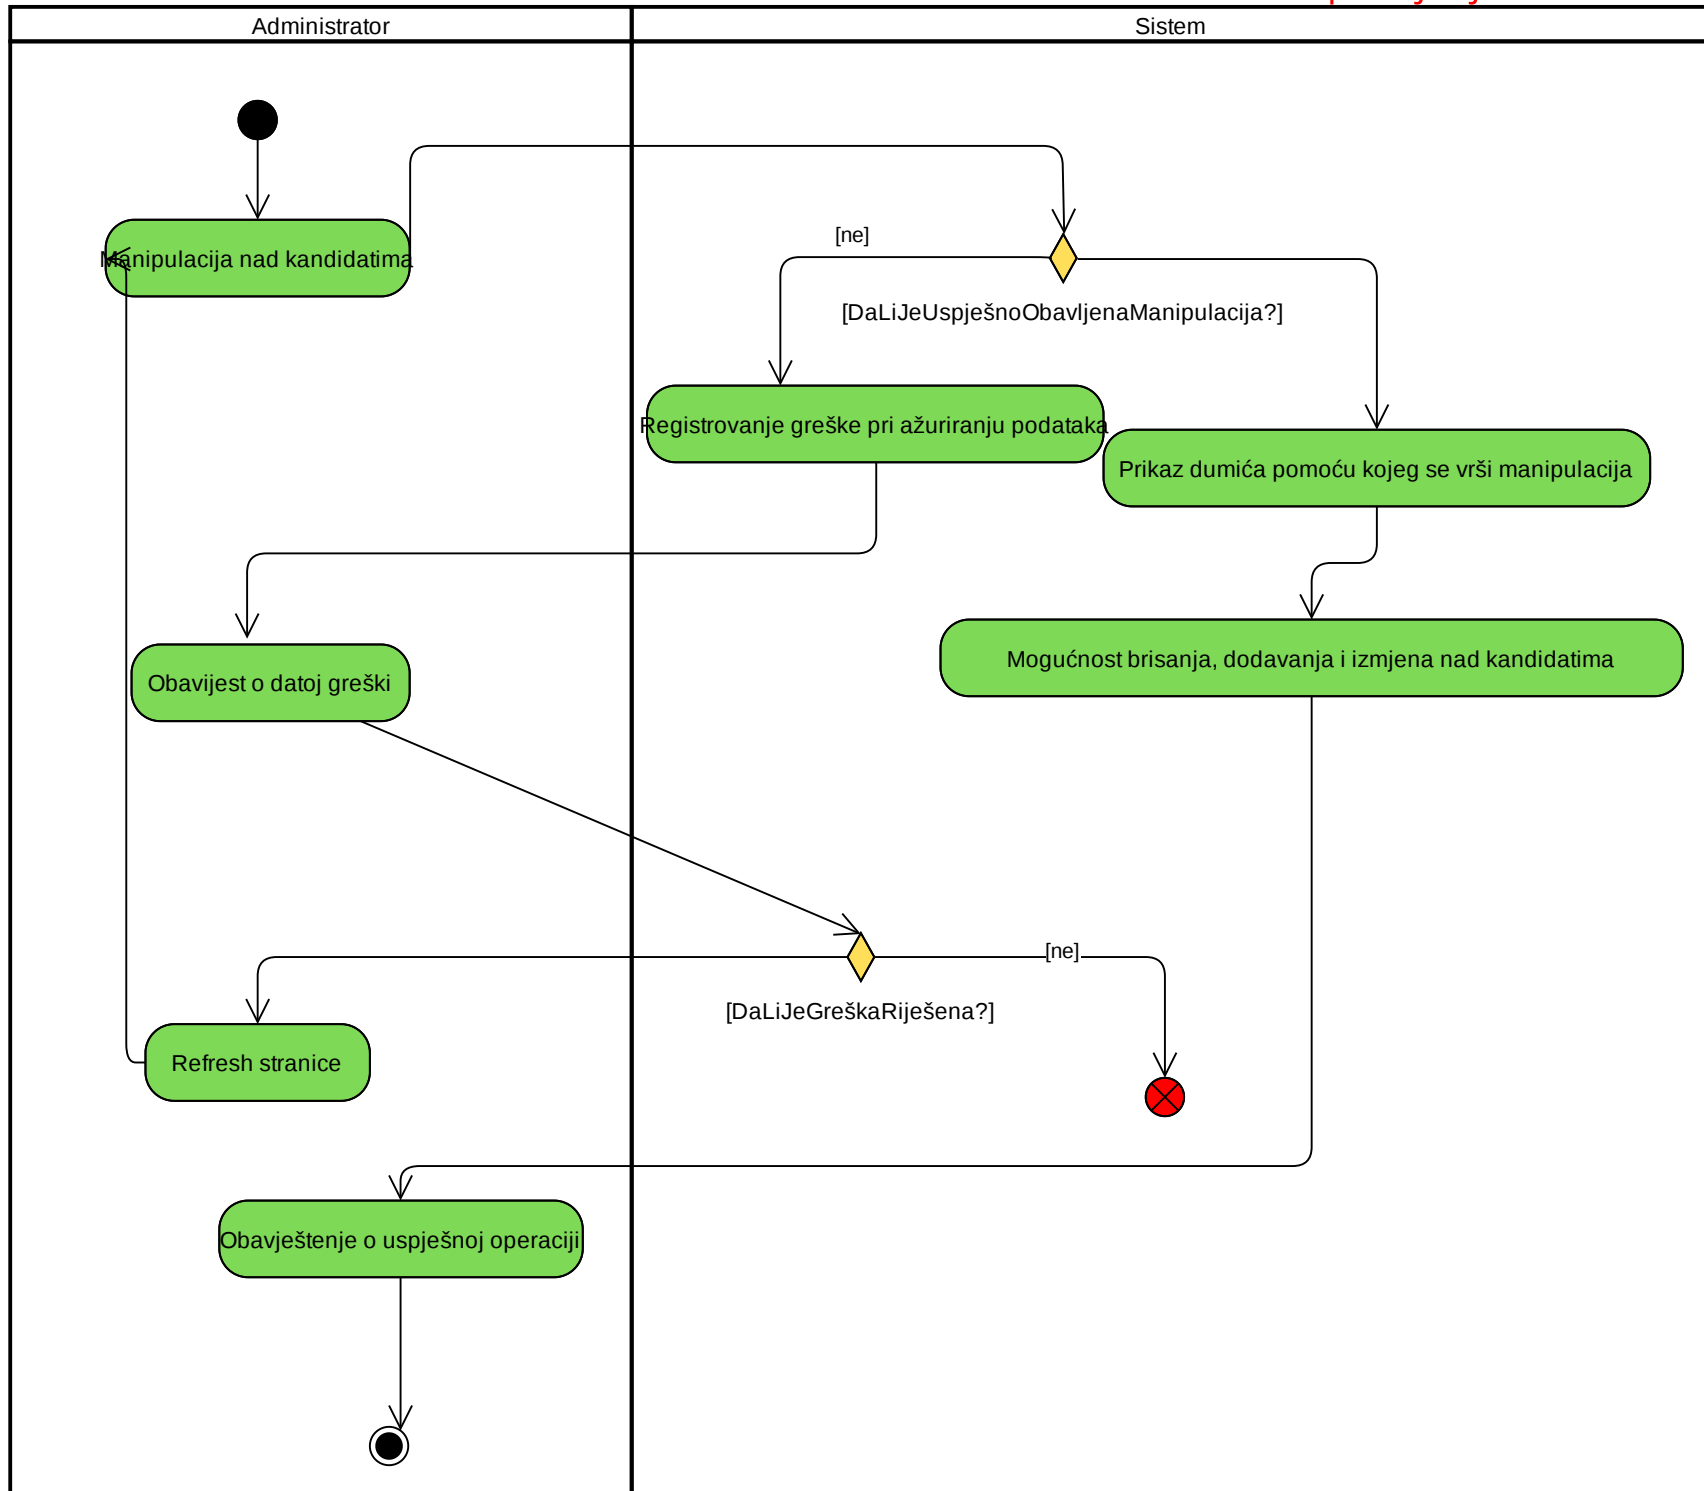 Administrator
Sistem
Manipulacija nad kandidatima
[ne]
[DaLiJeUspješnoObavljenaManipulacija?]
Registrovanje greške pri ažuriranju podataka
Prikaz dumića pomoću kojeg se vrši manipulacija
Mogućnost brisanja, dodavanja i izmjena nad kandidatima
Obavijest o datoj greški
[ne]
[DaLiJeGreškaRiješena?]
Refresh stranice
Obavještenje o uspješnoj operaciji